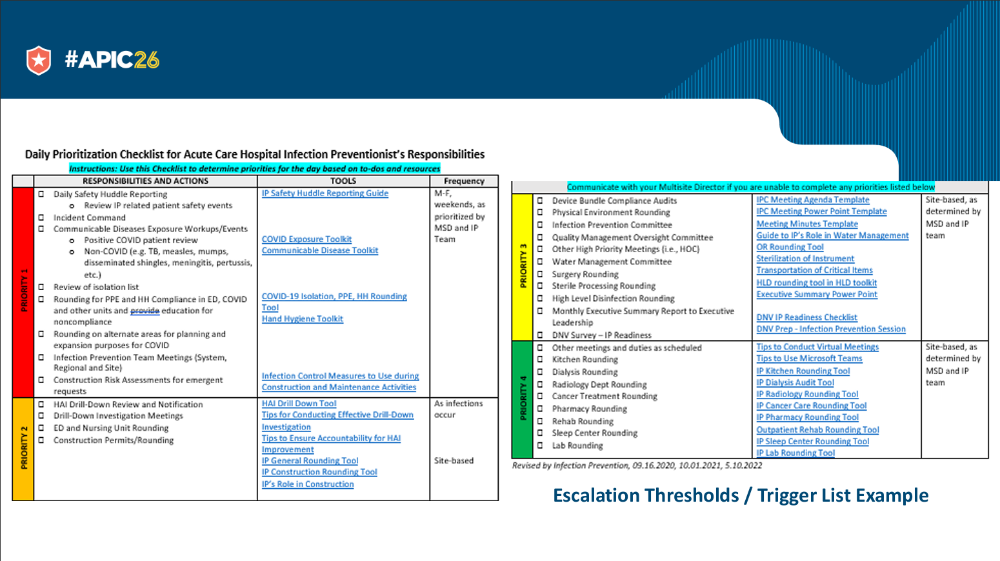 #APIC26
Daily Prioritization Checklist for Acute Care Hospital Infection Preventionist's Responsibilities
Instructions: Use this Checklist to determine priorities for the day based on to-dos and resources
RESPONSIBILITIES AND ACTIONS
TOOLS
Frequency
PRIORITY 1
Daily Safety Huddle Reporting
Review IP related patient safety events
Incident Command
Communicable Diseases Exposure Workups/Events
Positive COVID patient review
Non-COVID (e.g. TB, measles, mumps,
disseminated shingles, meningitis, pertussis,
etc.)
Review of isolation list
Rounding for PPE and HH Compliance in ED, COVID
and other units and provide education for
noncompliance
Rounding on alternate areas for planning and
expansion purposes for COVID
Infection Prevention Team Meetings (System,
Regional and Site)
Construction Risk Assessments for emergent
requests
IP Safety Huddle Reporting Guide
COVID Exposure Toolkit
Communicable Disease Toolkit
COVID-19 Isolation, PPE, HH Rounding
Tool
Hand Hygiene Toolkit
Infection Control Measures to Use during
Construction and Maintenance Activities
M-F,
weekends, as
prioritized by
MSD and IP
Team
PRIORITY 2
HAI Drill-Down Review and Notification
Drill-Down Investigation Meetings
ED and Nursing Unit Rounding
Construction Permits/Rounding
HAI Drill Down Tool
Tips for Conducting Effective Drill-Down
Investigation
Tips to Ensure Accountability for HAI
Improvement
IP General Rounding Tool
IP Construction Rounding Tool
IP's Role in Construction
As infections
occur
Site-based
Communicate with your Multisite Director if you are unable to complete any priorities listed below
PRIORITY 3
Device Bundle Compliance Audits
Physical Environment Rounding
Infection Prevention Committee
Quality Management Oversight Committee
Other High Priority Meetings (i.e., HOC)
Water Management Committee
Surgery Rounding
Sterile Processing Rounding
High Level Disinfection Rounding
Monthly Executive Summary Report to Executive
Leadership
DNV Survey – IP Readiness
IPC Meeting Agenda Template
IPC Meeting Power Point Template
Meeting Minutes Template
Guide to IP's Role in Water Management
OR Rounding Tool
Sterilization of Instrument
Transportation of Critical Items
HLD rounding tool in HLD toolkit
Executive Summary Power Point
DNV IP Readiness Checklist
DNV Prep - Infection Prevention Session
Site-based, as
determined by
MSD and IP
team
PRIORITY 4
Other meetings and duties as scheduled
Kitchen Rounding
Dialysis Rounding
Radiology Dept Rounding
Cancer Treatment Rounding
Pharmacy Rounding
Rehab Rounding
Sleep Center Rounding
Lab Rounding
Tips to Conduct Virtual Meetings
Tips to Use Microsoft Teams
IP Kitchen Rounding Tool
IP Dialysis Audit Tool
IP Radiology Rounding Tool
IP Cancer Care Rounding Tool
IP Pharmacy Rounding Tool
Outpatient Rehab Rounding Tool
IP Sleep Center Rounding Tool
IP Lab Rounding Tool
Site-based, as
determined by
MSD and IP
team
Revised by Infection Prevention, 09.16.2020, 10.01.2021, 5.10.2022
Escalation Thresholds / Trigger List Example